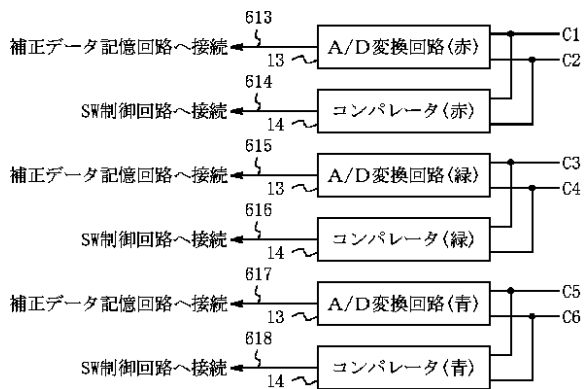 613
補正データ記憶回路へ接続
13
A/D変換回路(赤)
C1
C2
614
SW制御回路へ接続
14
コンパレータ(赤)
615
補正データ記憶回路へ接続
13
A/D変換回路(緑)
C3
C4
616
SW制御回路へ接続
14
コンパレータ(緑)
617
補正データ記憶回路へ接続
13
A/D変換回路(青)
C5
C6
618
SW制御回路へ接続
14
コンパレータ(青)